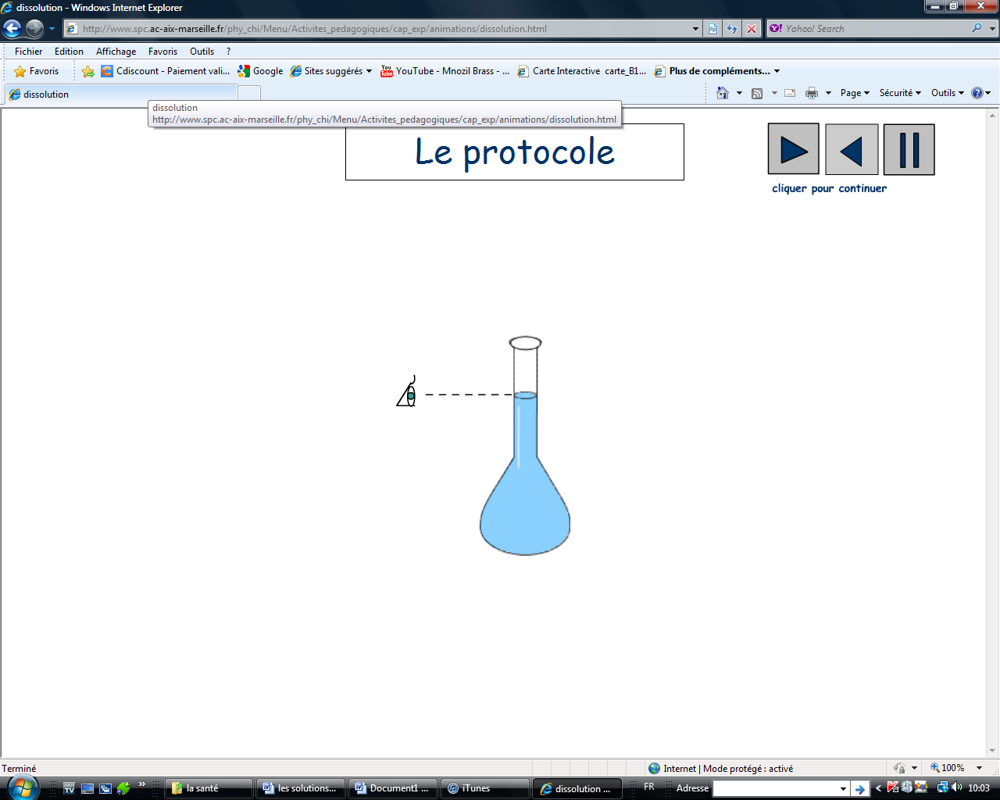 dissolution - Windows Internet Explorer
http://www.spc.ac-aix-marseille.fr/phy_chi/Menu/Activites_pedagogiques/cap_exp/animations/dissolution.html
Yahoo! Search
Fichier Edition Affichage Favoris Outils ?
Favoris Cdiscount - Paiement vali... Google Sites suggérés YouTube - Mnozil Brass - ... Carte Interactive carte_B1... Plus de compléments...
dissolution
Page Sécurité Outils
dissolution
http://www.spc.ac-aix-marseille.fr/phy_chi/Menu/Activites_pedagogiques/cap_exp/animations/dissolution.html
Le protocole
cliquer pour continuer
Terminé
Internet | Mode protégé : activé
100%
la santé les solutions... Document1 ... iTunes dissolution ... FR Adresse 10:03